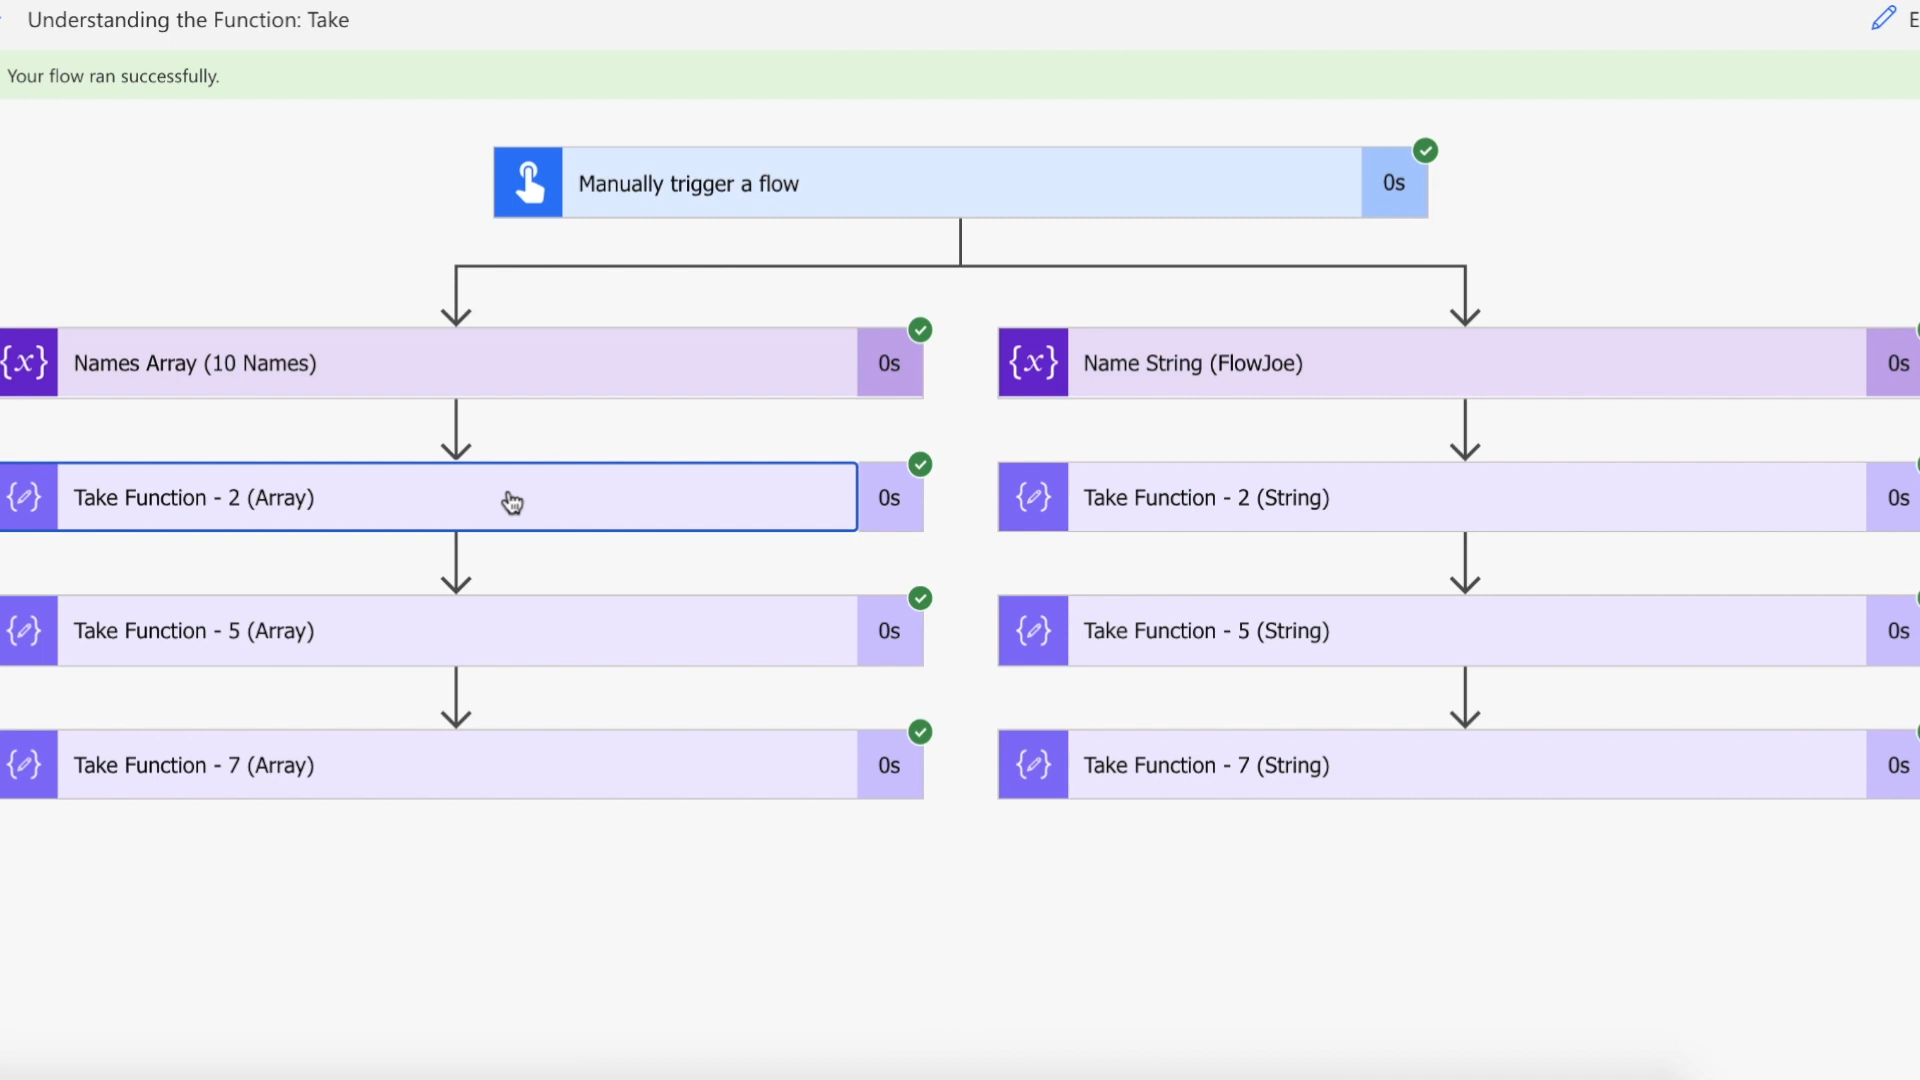 Understanding the Function: Take
E
Your flow ran successfully.
Manually trigger a flow
0s
{x} Names Array (10 Names)
0s
{x} Name String (FlowJoe)
0s
Take Function - 2 (Array)
0s
Take Function - 2 (String)
0s
Take Function - 5 (Array)
0s
Take Function - 5 (String)
0s
Take Function - 7 (Array)
0s
Take Function - 7 (String)
0s